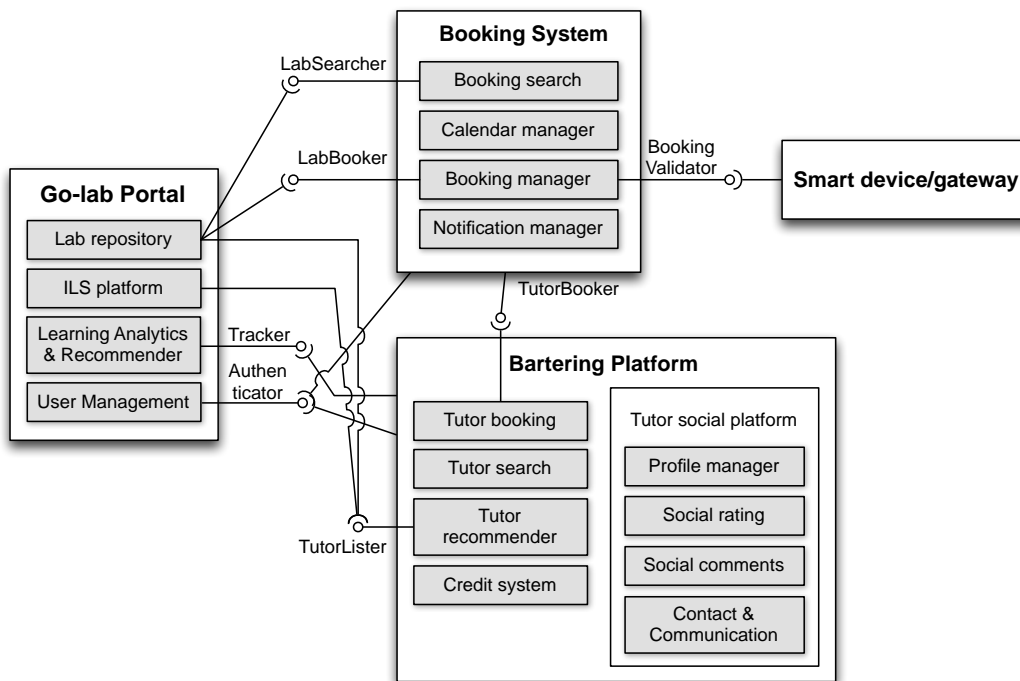 Booking System
Booking search
Calendar manager
Booking manager
Notification manager
LabSearcher
LabBooker
Booking
Validator
Smart device/gateway
Go-lab Portal
Lab repository
ILS platform
Learning Analytics
& Recommender
User Management
Tracker
Authen
ticator
TutorBooker
TutorLister
Bartering Platform
Tutor booking
Tutor search
Tutor
recommender
Credit system
Tutor social platform
Profile manager
Social rating
Social comments
Contact &
Communication